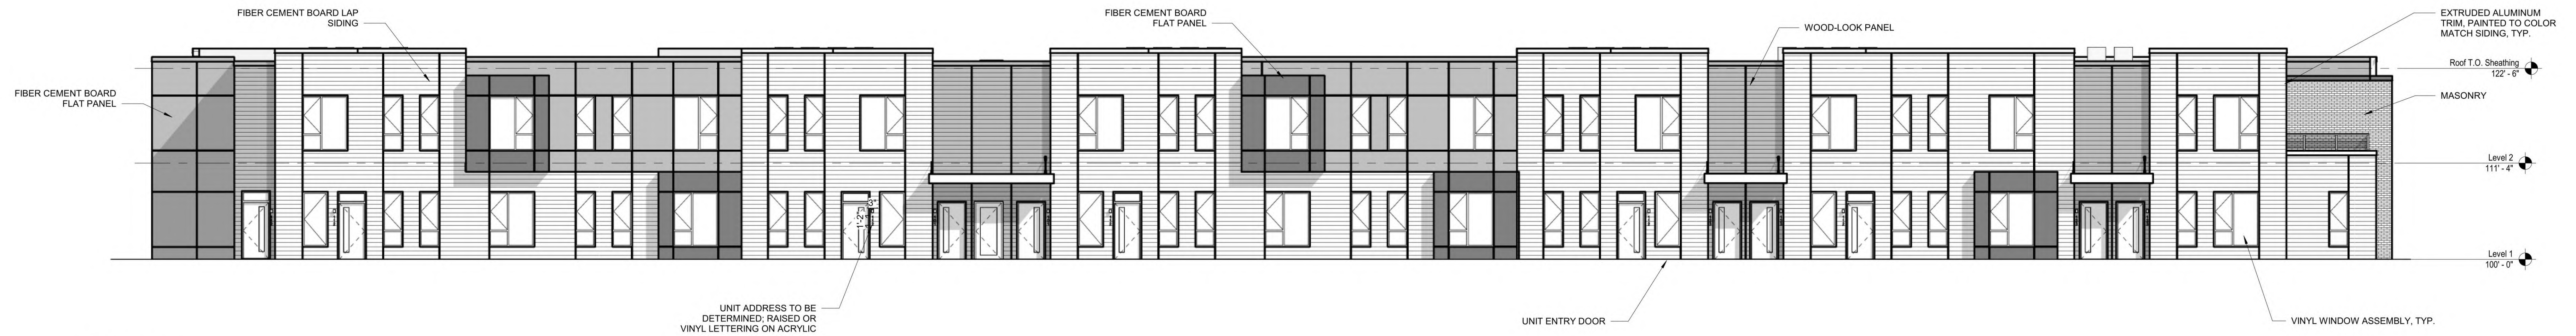 FIBER CEMENT BOARD LAP
SIDING
FIBER CEMENT BOARD
FLAT PANEL
WOOD-LOOK PANEL
EXTRUDED ALUMINUM
TRIM, PAINTED TO COLOR
MATCH SIDING, TYP.
FIBER CEMENT BOARD
FLAT PANEL
Roof T.O. Sheathing
122' - 6"
MASONRY
Level 2
111' - 4"
3"
11'-2"
Level 1
100' - 0"
UNIT ADDRESS TO BE
DETERMINED; RAISED OR
VINYL LETTERING ON ACRYLIC
UNIT ENTRY DOOR
VINYL WINDOW ASSEMBLY, TYP.